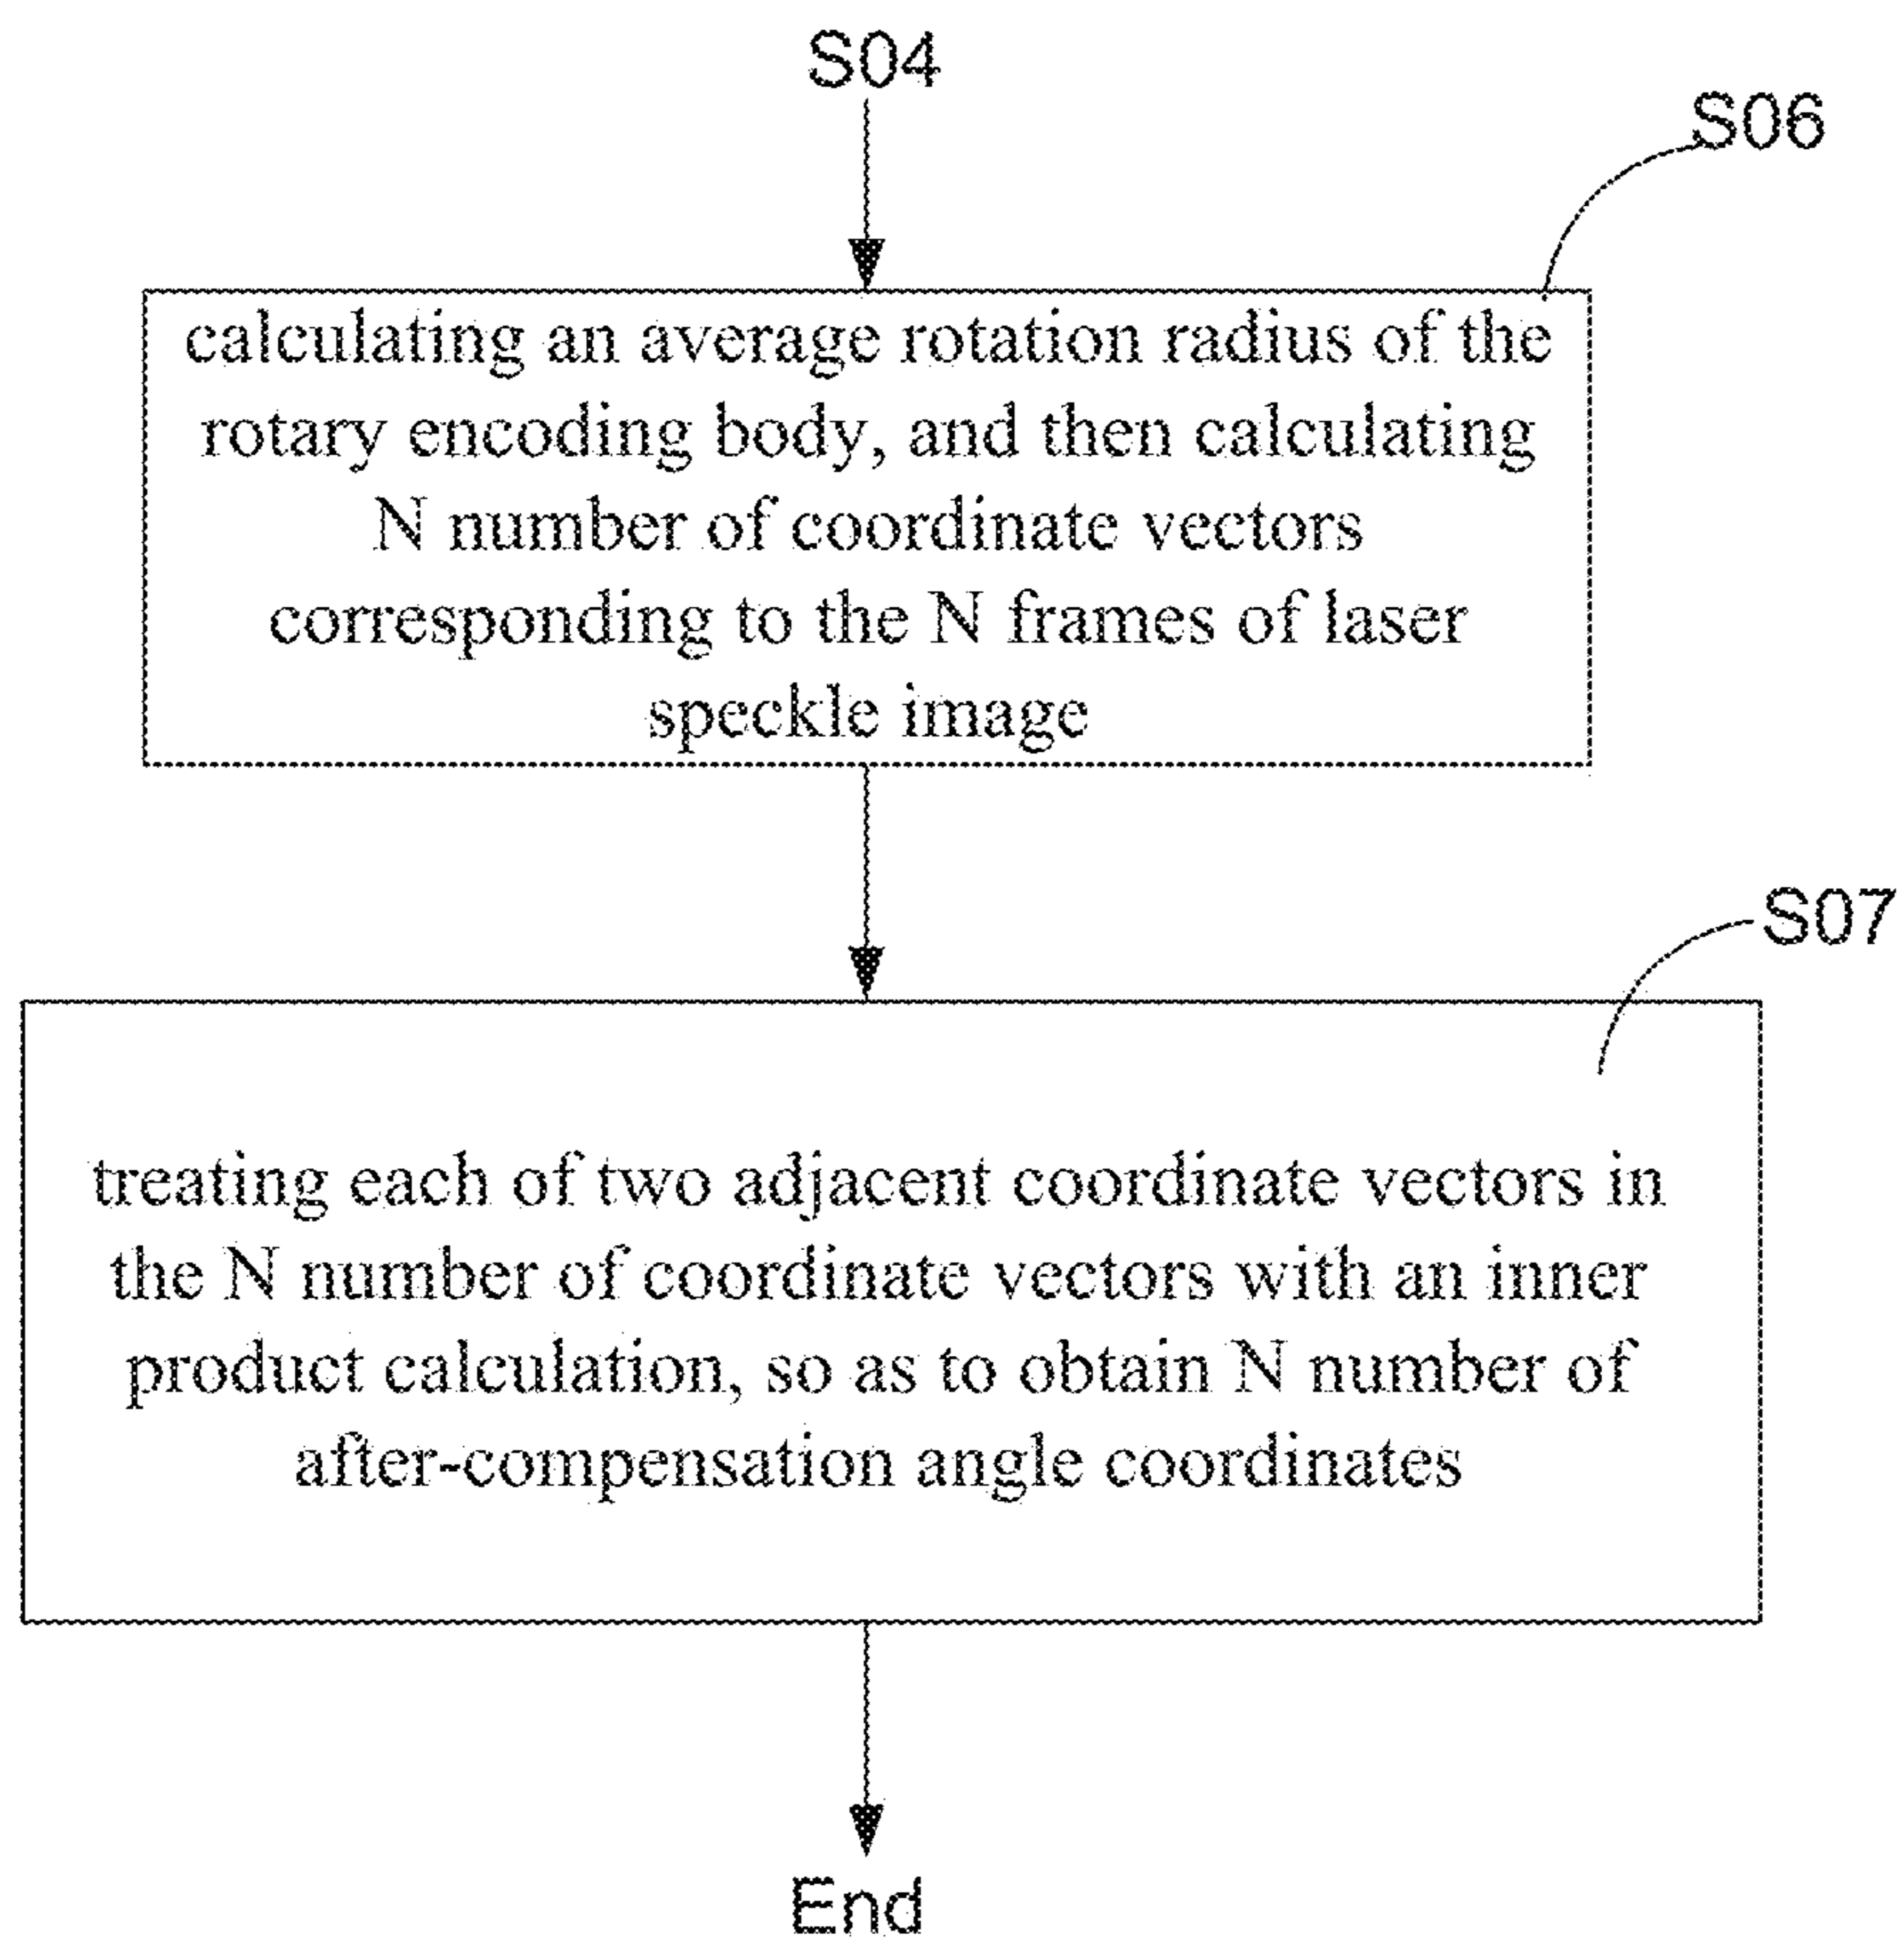 S04
S06
calculating an average rotation radius of the
rotary encoding body, and then calculating
N number of coordinate vectors
corresponding to the N frames of laser
speckle image
S07
treating each of two adjacent coordinate vectors in
the N number of coordinate vectors with an inner
product calculation, so as to obtain N number of
after-compensation angle coordinates
End